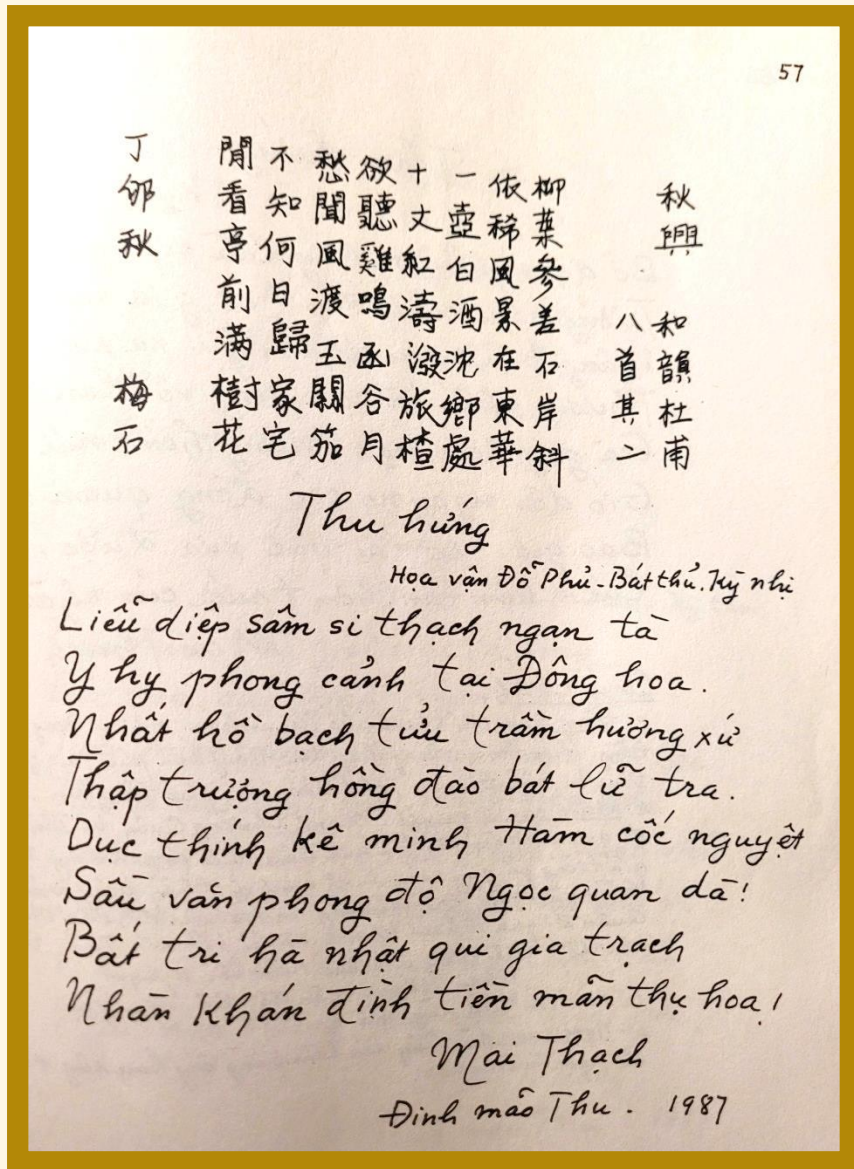 57
秋興 和韻杜甫
八首其二
柳葉參差石岸斜
依稀風景在東華
一壺白酒沈鄉處
十丈紅濤潑旅楂
欲聽雞鳴函谷月
愁聞風渡玉關笳
不知何日歸家宅
閒看亭前滿樹花
丁卯秋 梅石
Thu hứng
Họa vận Đỗ Phủ - Bát thủ. Kỳ nhị
Liễu diệp sâm si thạch ngạn tà
Y hy phong cảnh tại Đông hoa.
Nhất hồ bạch tửu trầm hương xứ
Thập trượng hồng đào bát lữ tra.
Dục thính kê minh Hàm cốc nguyệt
Sầu văn phong độ Ngọc quan dà!
Bất tri hà nhật qui gia trạch
Nhàn khán đình tiền mãn thụ hoa!
Mai Thạch
Đinh mão Thu. 1987